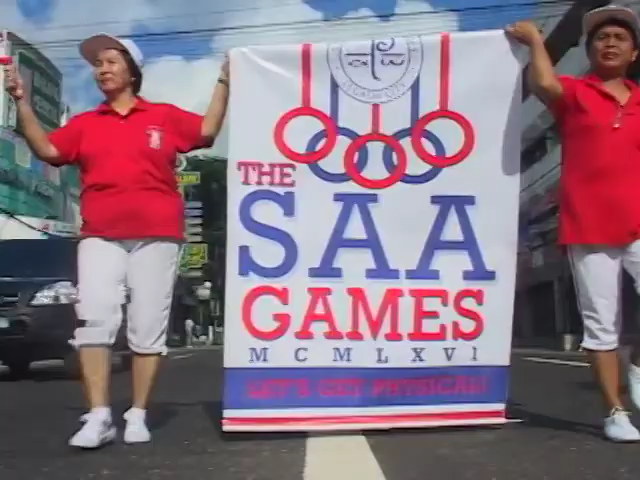 THE
SAA
GAMES
MCMLXVI
LET'S GET PHYSICAL!